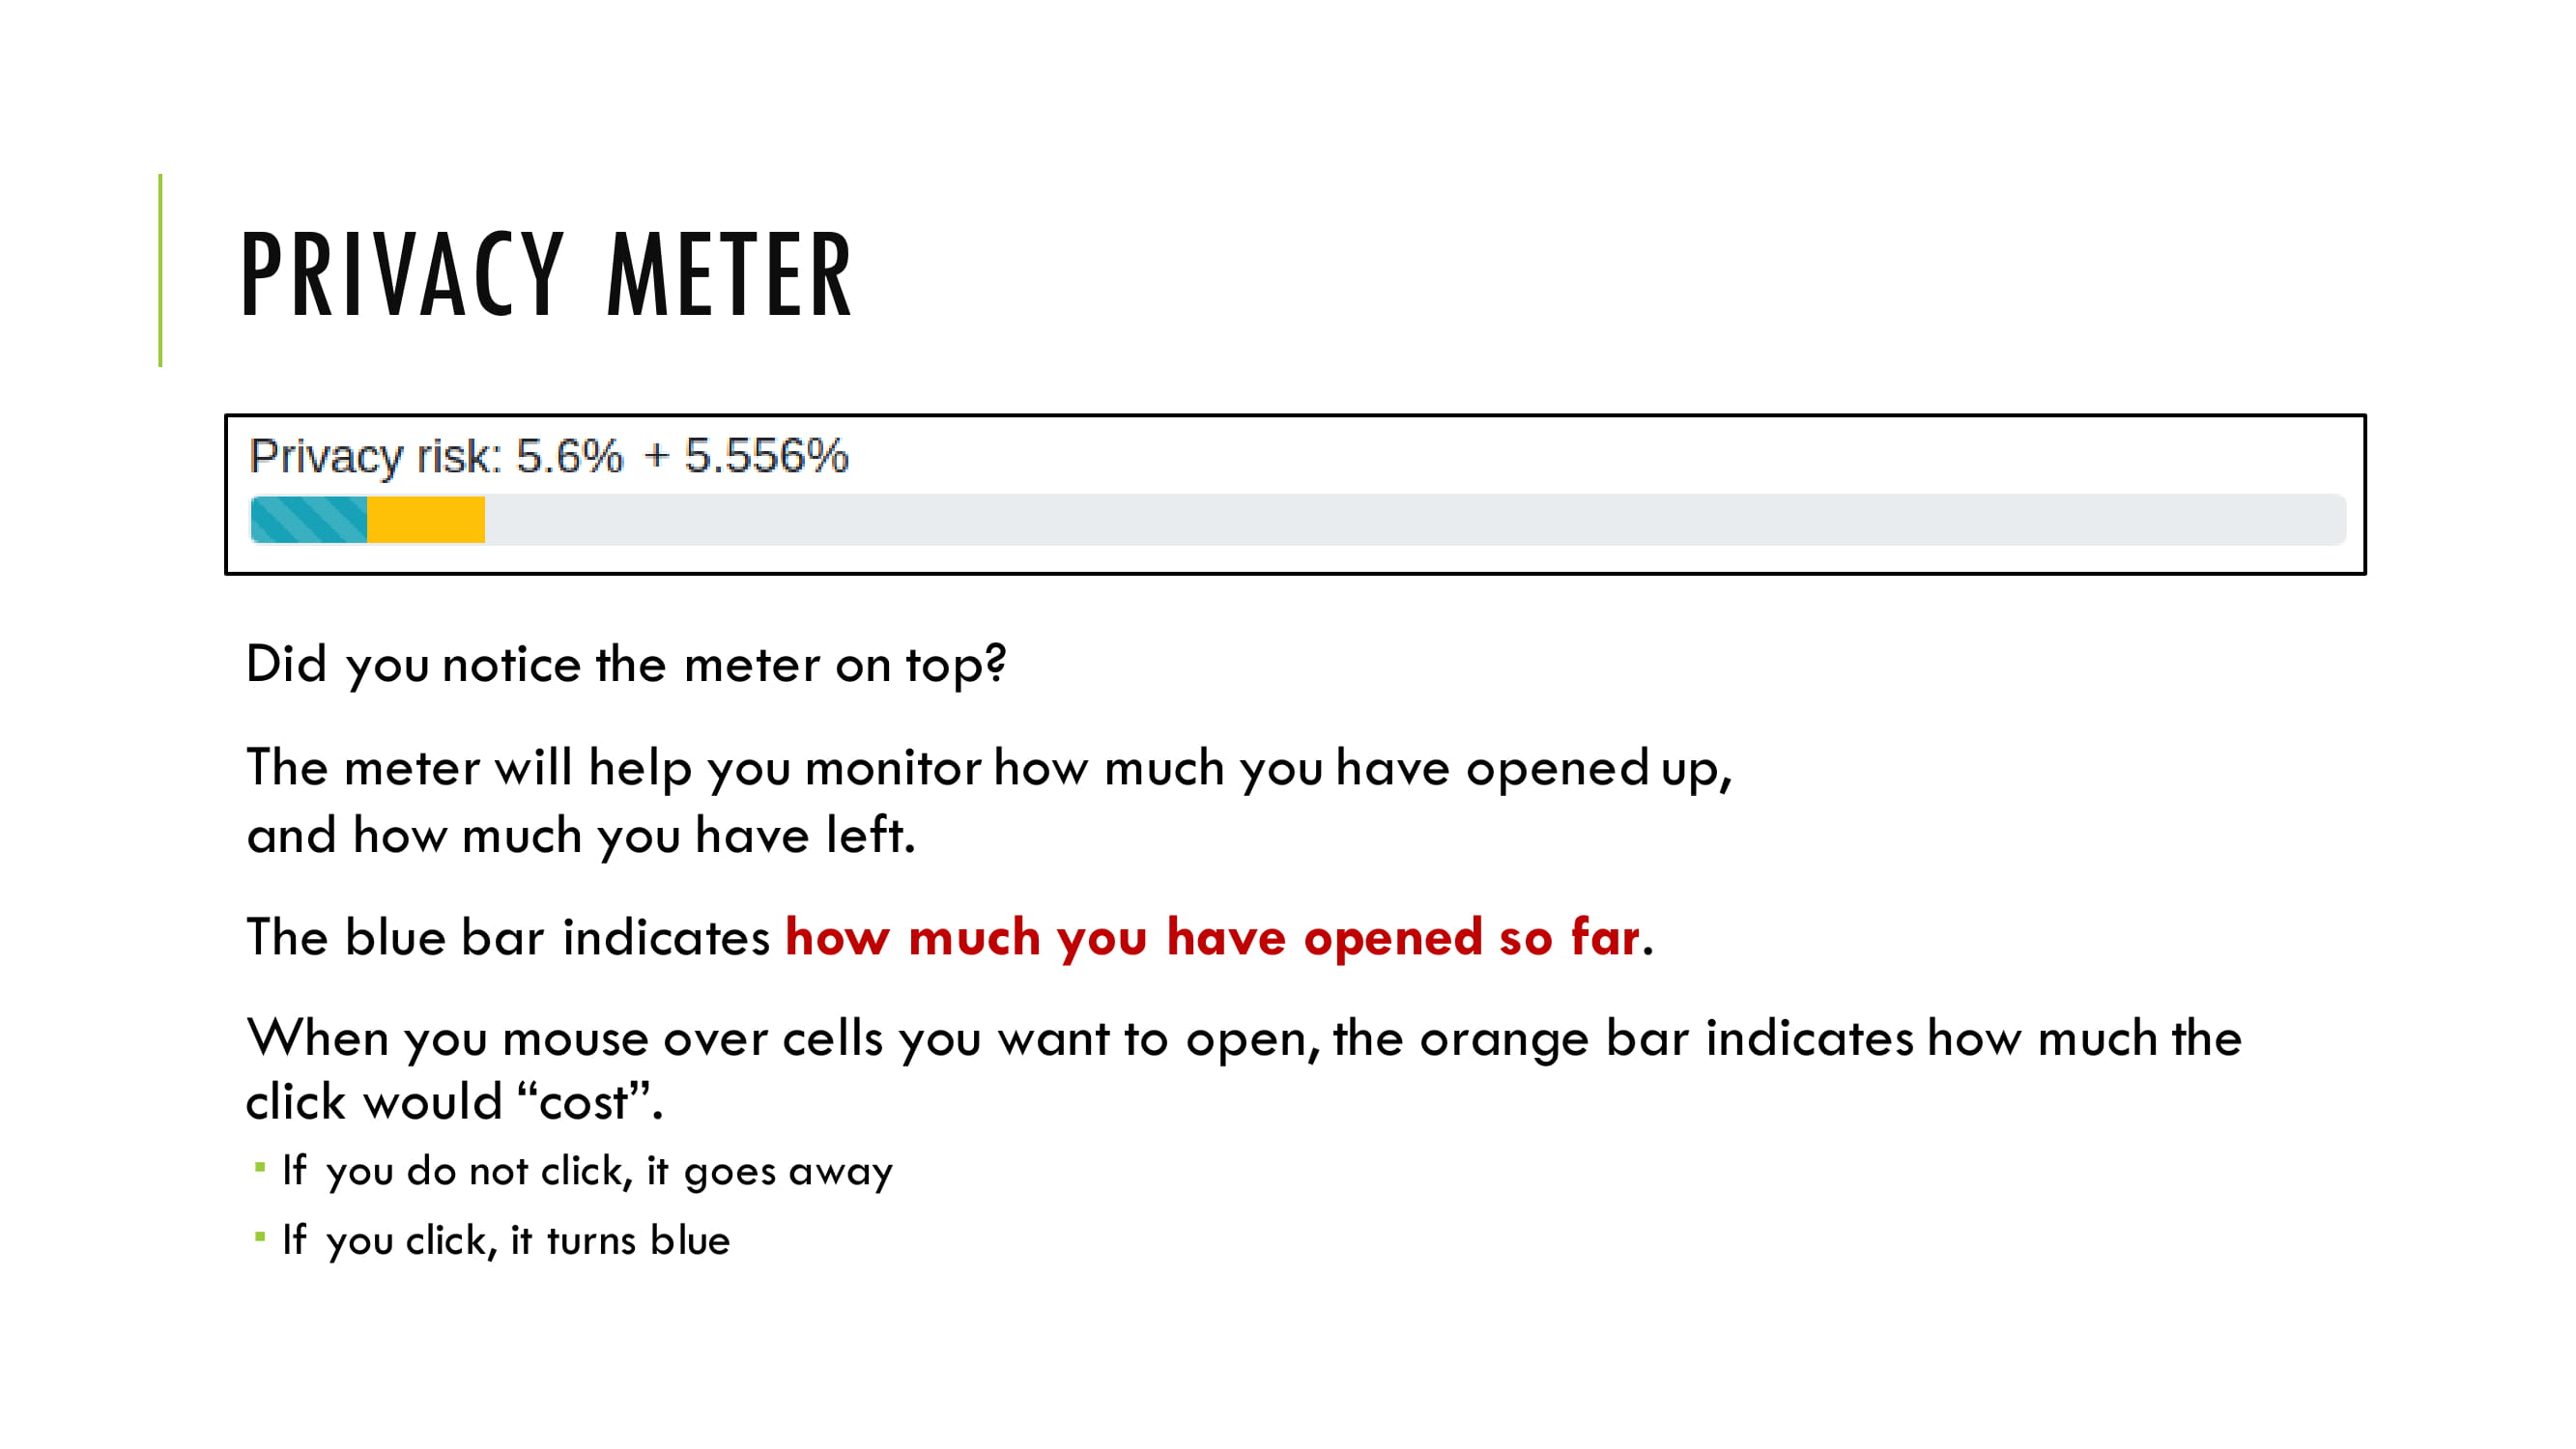 PRIVACY METER
Privacy risk: 5.6% + 5.556%
Did you notice the meter on top?
The meter will help you monitor how much you have opened up,
and how much you have left.
The blue bar indicates how much you have opened so far.
When you mouse over cells you want to open, the orange bar indicates how much the
click would “cost”.
▪ If you do not click, it goes away
▪ If you click, it turns blue